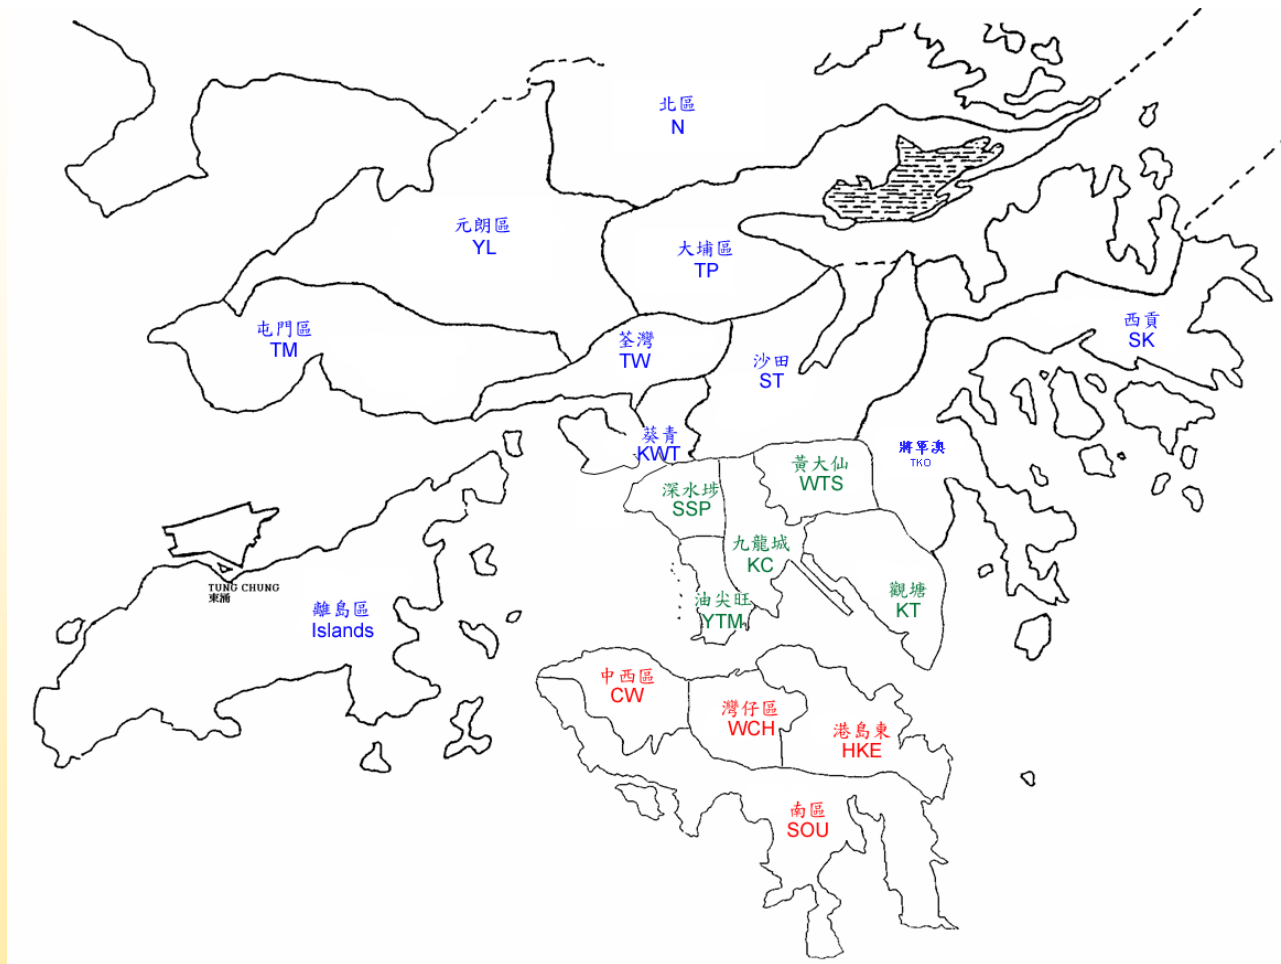 北區
N
元朗區
YL
大埔區
TP
屯門區
TM
荃灣
TW
沙田
ST
西貢
SK
葵青
KWT
將軍澳
TKO
黃大仙
WTS
深水埗
SSP
九龍城
KC
觀塘
KT
油尖旺
YTM
TUNG CHUNG
東涌
離島區
Islands
中西區
CW
灣仔區
WCH
港島東
HKE
南區
SOU